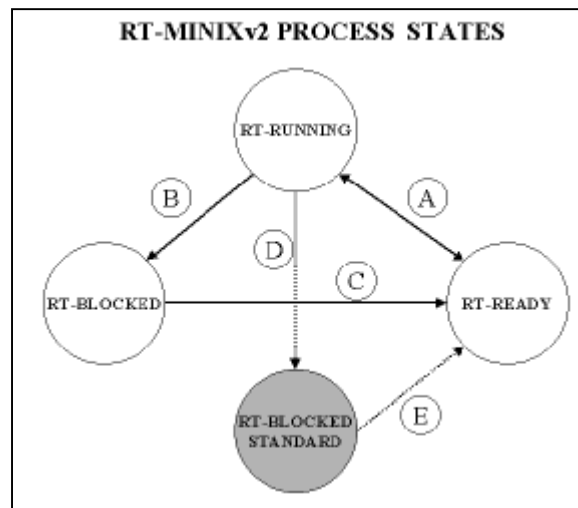 RT-MINIXv2 PROCESS STATES
RT-RUNNING
B
A
D
C
RT-BLOCKED
RT-READY
RT-BLOCKED
STANDARD
E